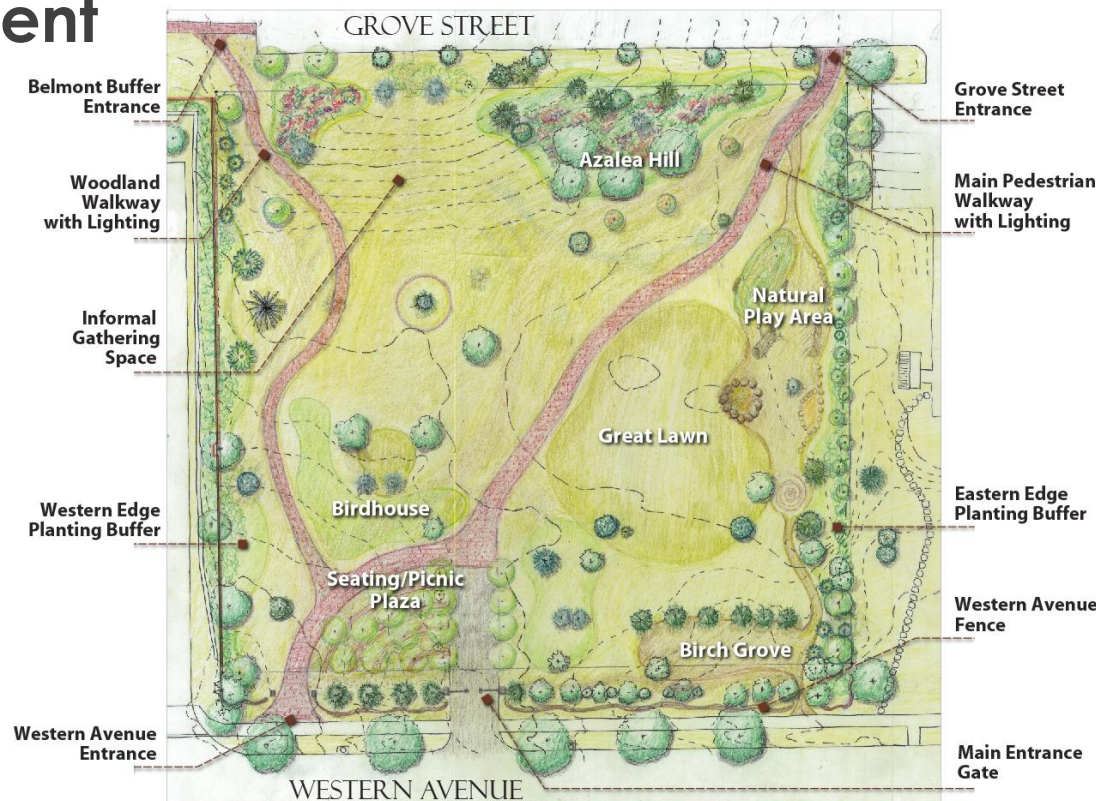 ent
GROVE STREET
Belmont Buffer
Entrance
Woodland
Walkway
with Lighting
Informal
Gathering
Space
Western Edge
Planting Buffer
Western Avenue
Entrance
Azalea Hill
Natural
Play Area
Great Lawn
Birdhouse
Seating/Picnic
Plaza
Birch Grove
Grove Street
Entrance
Main Pedestrian
Walkway
with Lighting
Eastern Edge
Planting Buffer
Western Avenue
Fence
Main Entrance
Gate
WESTERN AVENUE